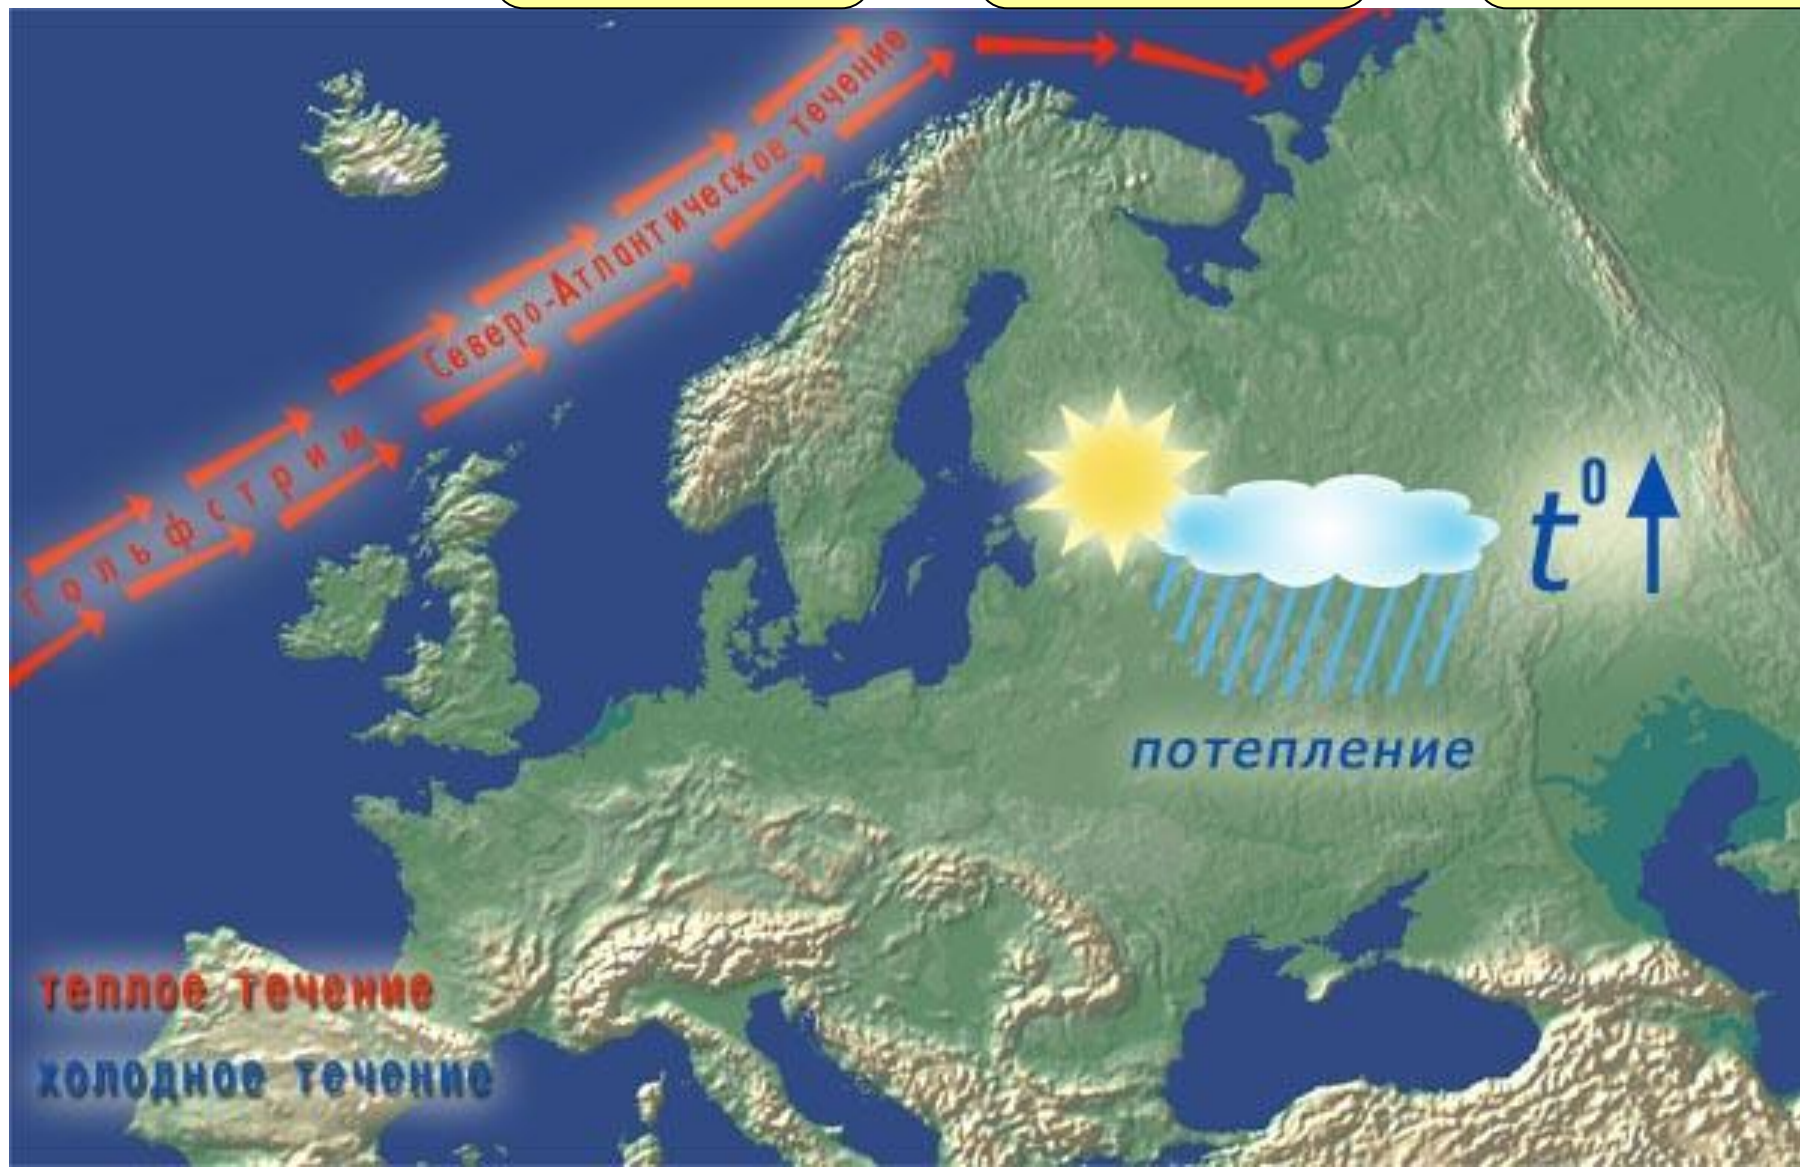 Северо-Атлантическое течение
Гольфстрим
t⁰
потепление
теплое течение
холодное течение